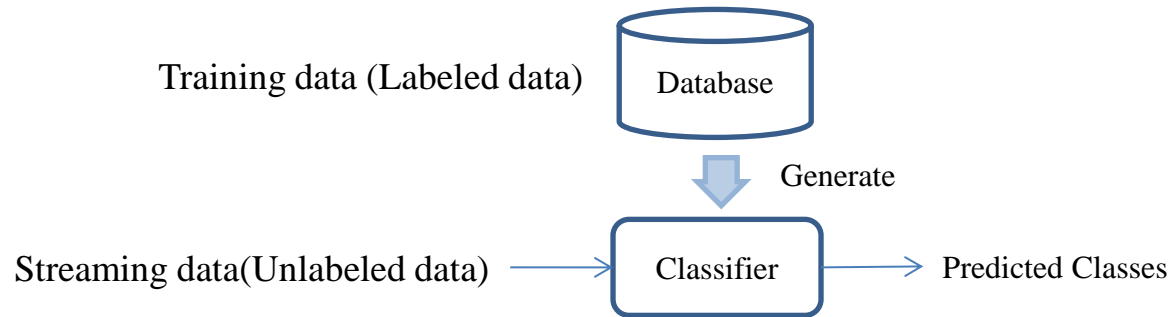 Training data (Labeled data)
Database
Generate
Streaming data(Unlabeled data)
Classifier
Predicted Classes